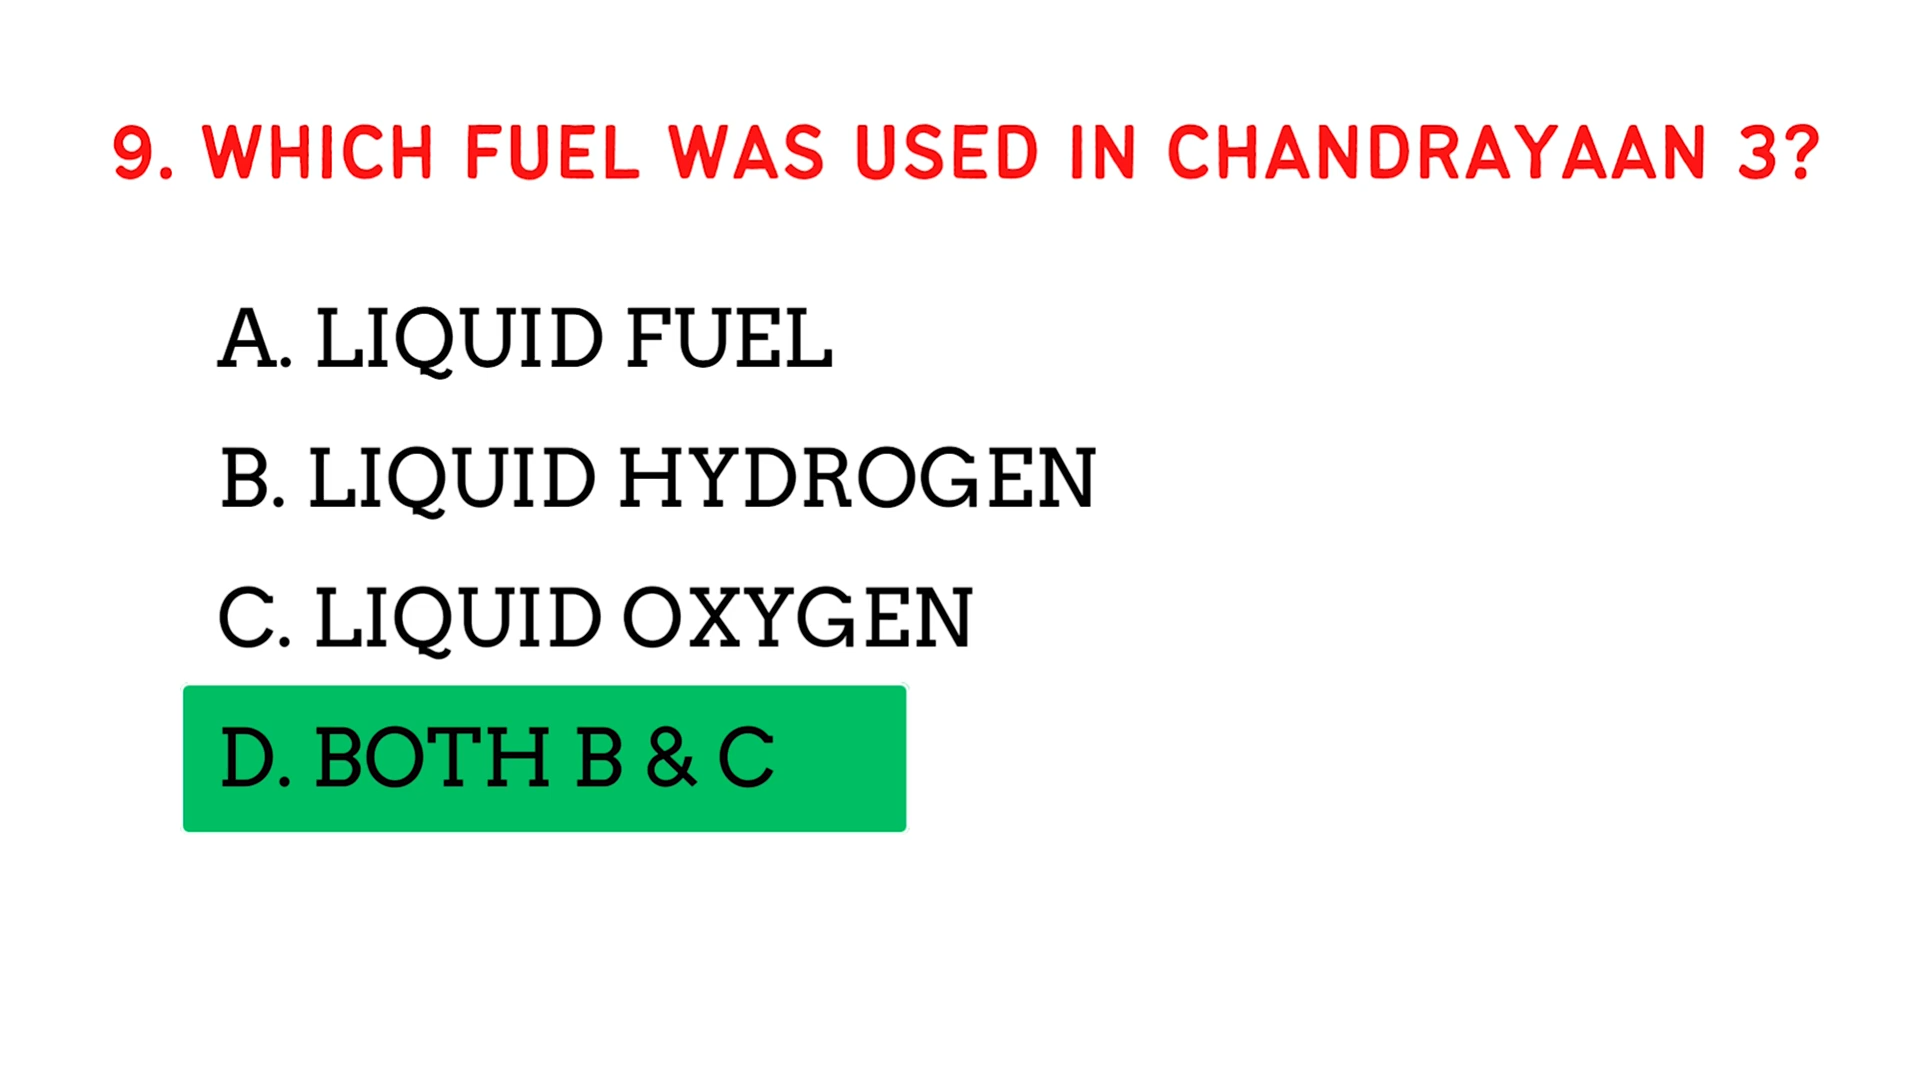 9. WHICH FUEL WAS USED IN CHANDRAYAAN 3?
A. LIQUID FUEL
B. LIQUID HYDROGEN
C. LIQUID OXYGEN
D. BOTH B & C